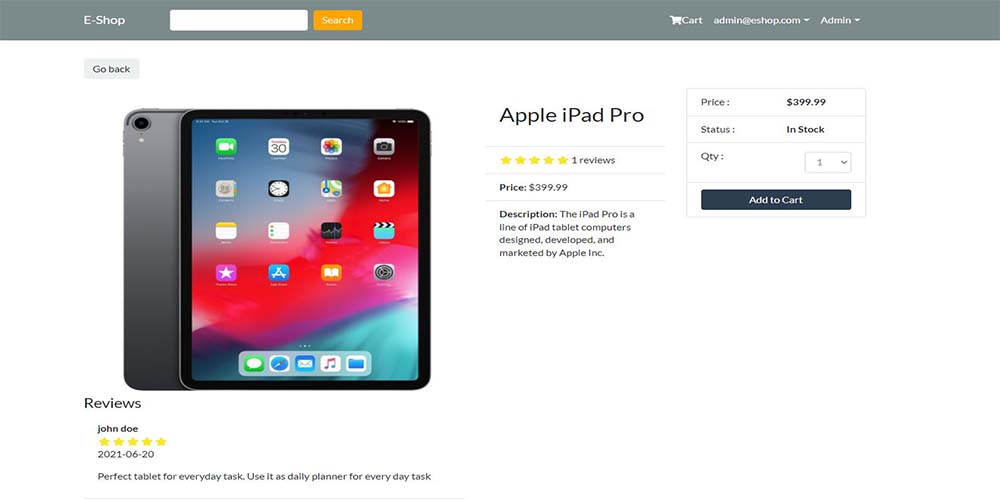 E-Shop
Search
Cart
admin@eshop.com
Admin
Go back
Apple iPad Pro
1 reviews
Price: $399.99
Description: The iPad Pro is a
line of iPad tablet computers
designed, developed, and
marketed by Apple Inc.
Price :
$399.99
Status :
In Stock
Qty :
1
Add to Cart
30
Reviews
john doe
2021-06-20
Perfect tablet for everyday task. Use it as daily planner for every day task